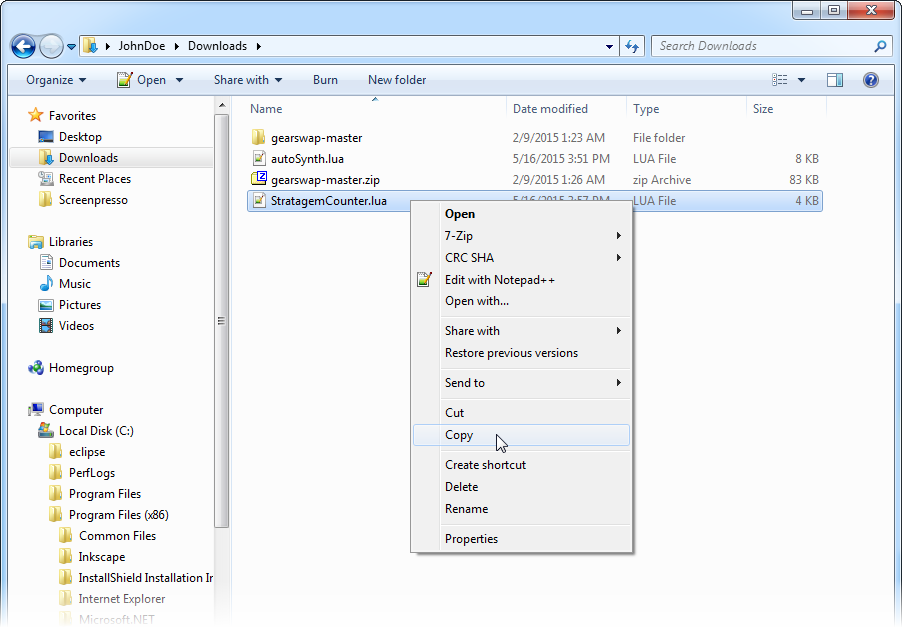 JohnDoe Downloads
Search Downloads
Organize Open Share with Burn New folder
Name Date modified Type Size
gearswap-master 2/9/2015 1:23 AM File folder
autoSynth.lua 5/16/2015 3:51 PM LUA File 8 KB
gearswap-master.zip 2/9/2015 1:26 AM zip Archive 83 KB
StratagemCounter.lua 5/16/2015 3:57 PM LUA File 4 KB
Favorites
Desktop
Downloads
Recent Places
Screenpresso
Libraries
Documents
Music
Pictures
Videos
Homegroup
Computer
Local Disk (C:)
eclipse
PerfLogs
Program Files
Program Files (x86)
Common Files
Inkscape
InstallShield Installation Ir
Internet Explorer
Microsoft.NET
Open
7-Zip
CRC SHA
Edit with Notepad++
Open with...
Share with
Restore previous versions
Send to
Cut
Copy
Create shortcut
Delete
Rename
Properties